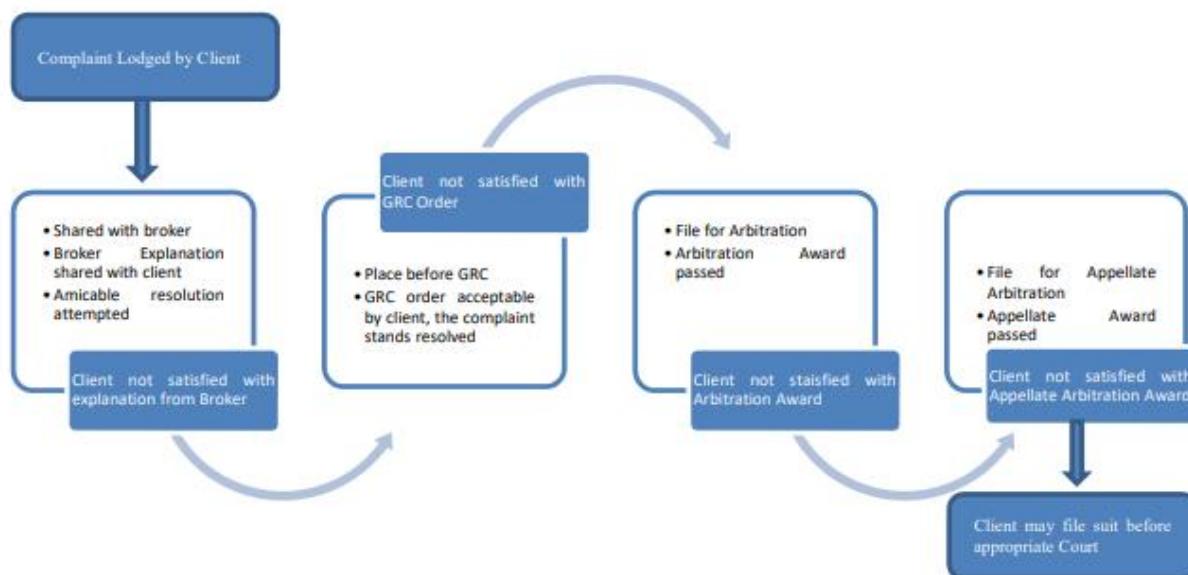 Complaint Lodged by Client
• Shared with broker
• Broker Explanation
shared with client
• Amicable resolution
attempted
Client not satisfied with
explanation from Broker
Client not satisfied with
GRC Order
• Place before GRC
• GRC order acceptable
by client, the complaint
stands resolved
• File for Arbitration
• Arbitration Award
passed
Client not staisfied with
Arbitration Award
• File for Appellate
Arbitration
• Appellate Award
passed
Client not satisfied with
Appellate Arbitration Award
Client may file suit before
appropriate Court